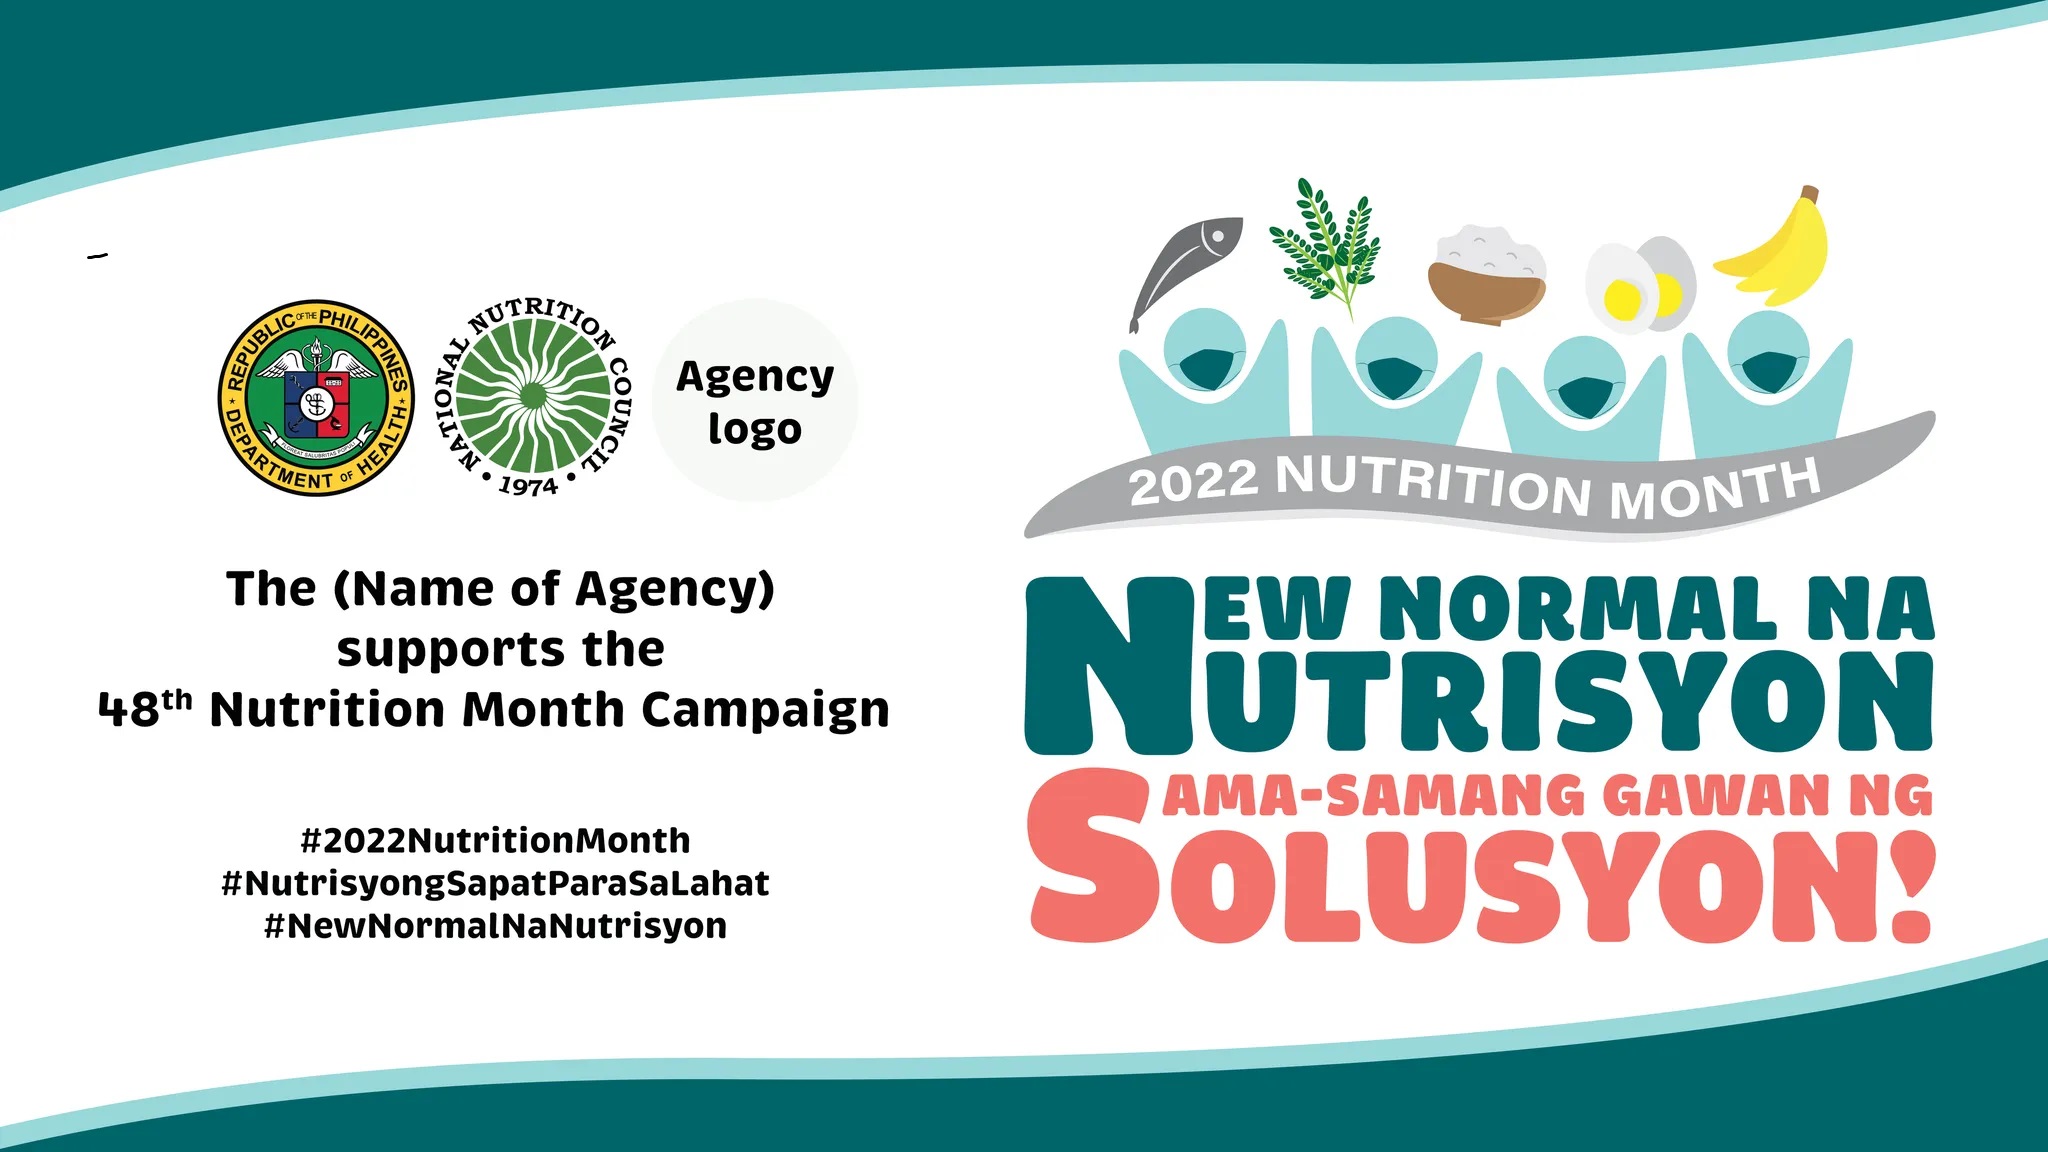 REPUBLIC OF THE PHILIPPINES
DEPARTMENT OF HEALTH
NATIONAL NUTRITION COUNCIL
• 1974 •
Agency
logo
The (Name of Agency)
supports the
48th Nutrition Month Campaign
#2022NutritionMonth
#NutrisyongSapatParaSaLahat
#NewNormalNaNutrisyon
2022 NUTRITION MONTH
NEW NORMAL NA
NUTRISYON
SAMA-SAMANG GAWAN NG
SOLUSYON!